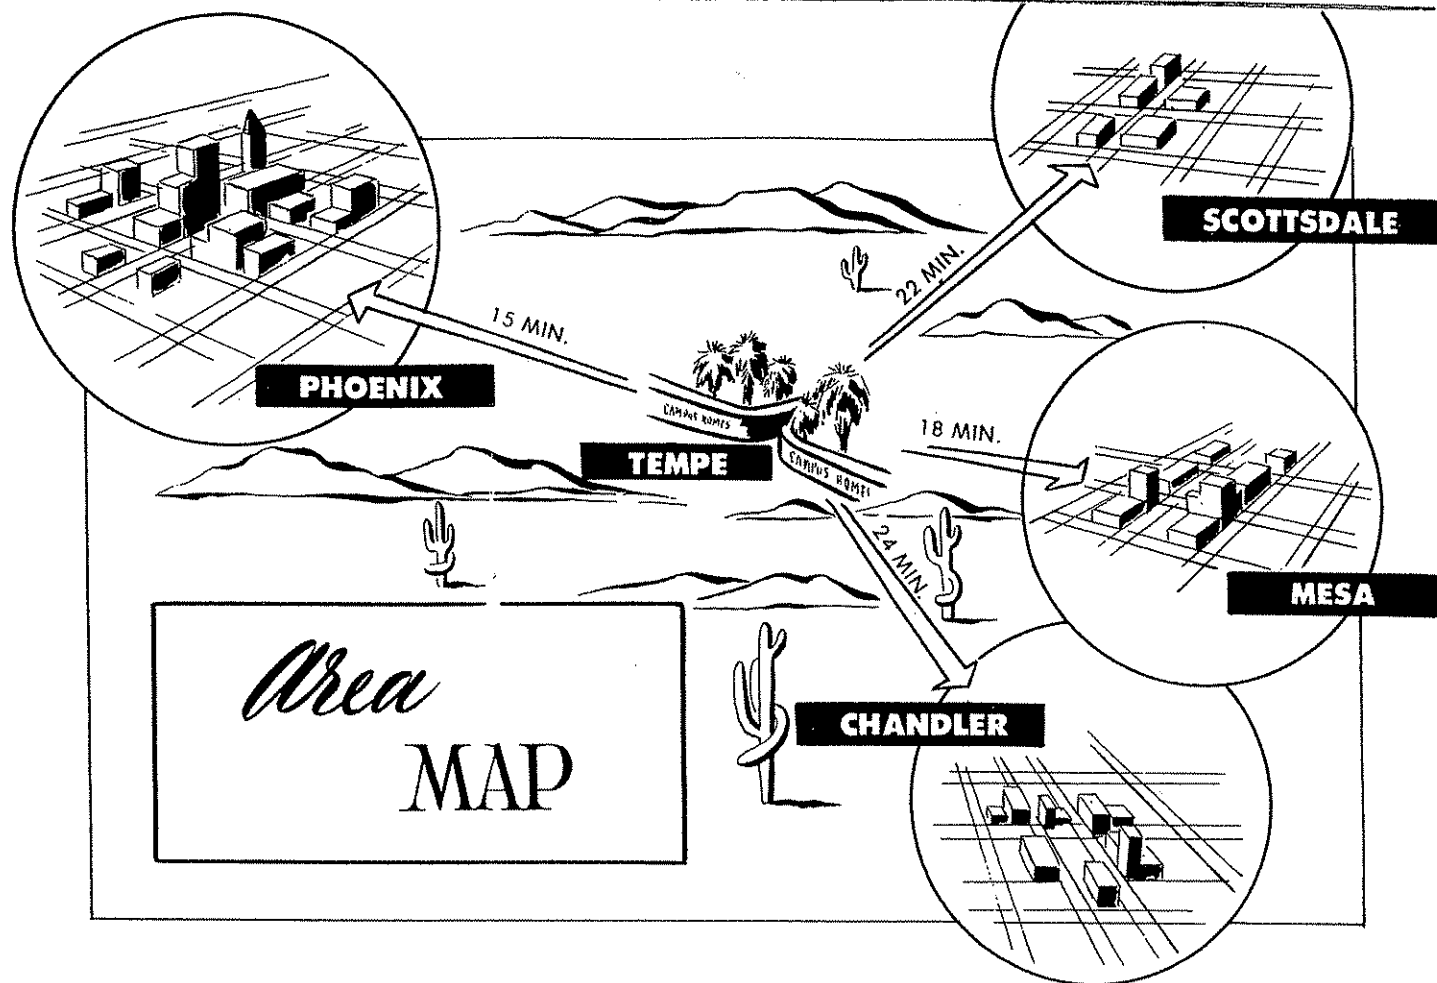 SCOTTSDALE
22 MIN.
15 MIN.
PHOENIX
CAMPUS HOMES
TEMPE
CAMPUS HOMES
18 MIN.
24 MIN.
MESA
Area
MAP
CHANDLER